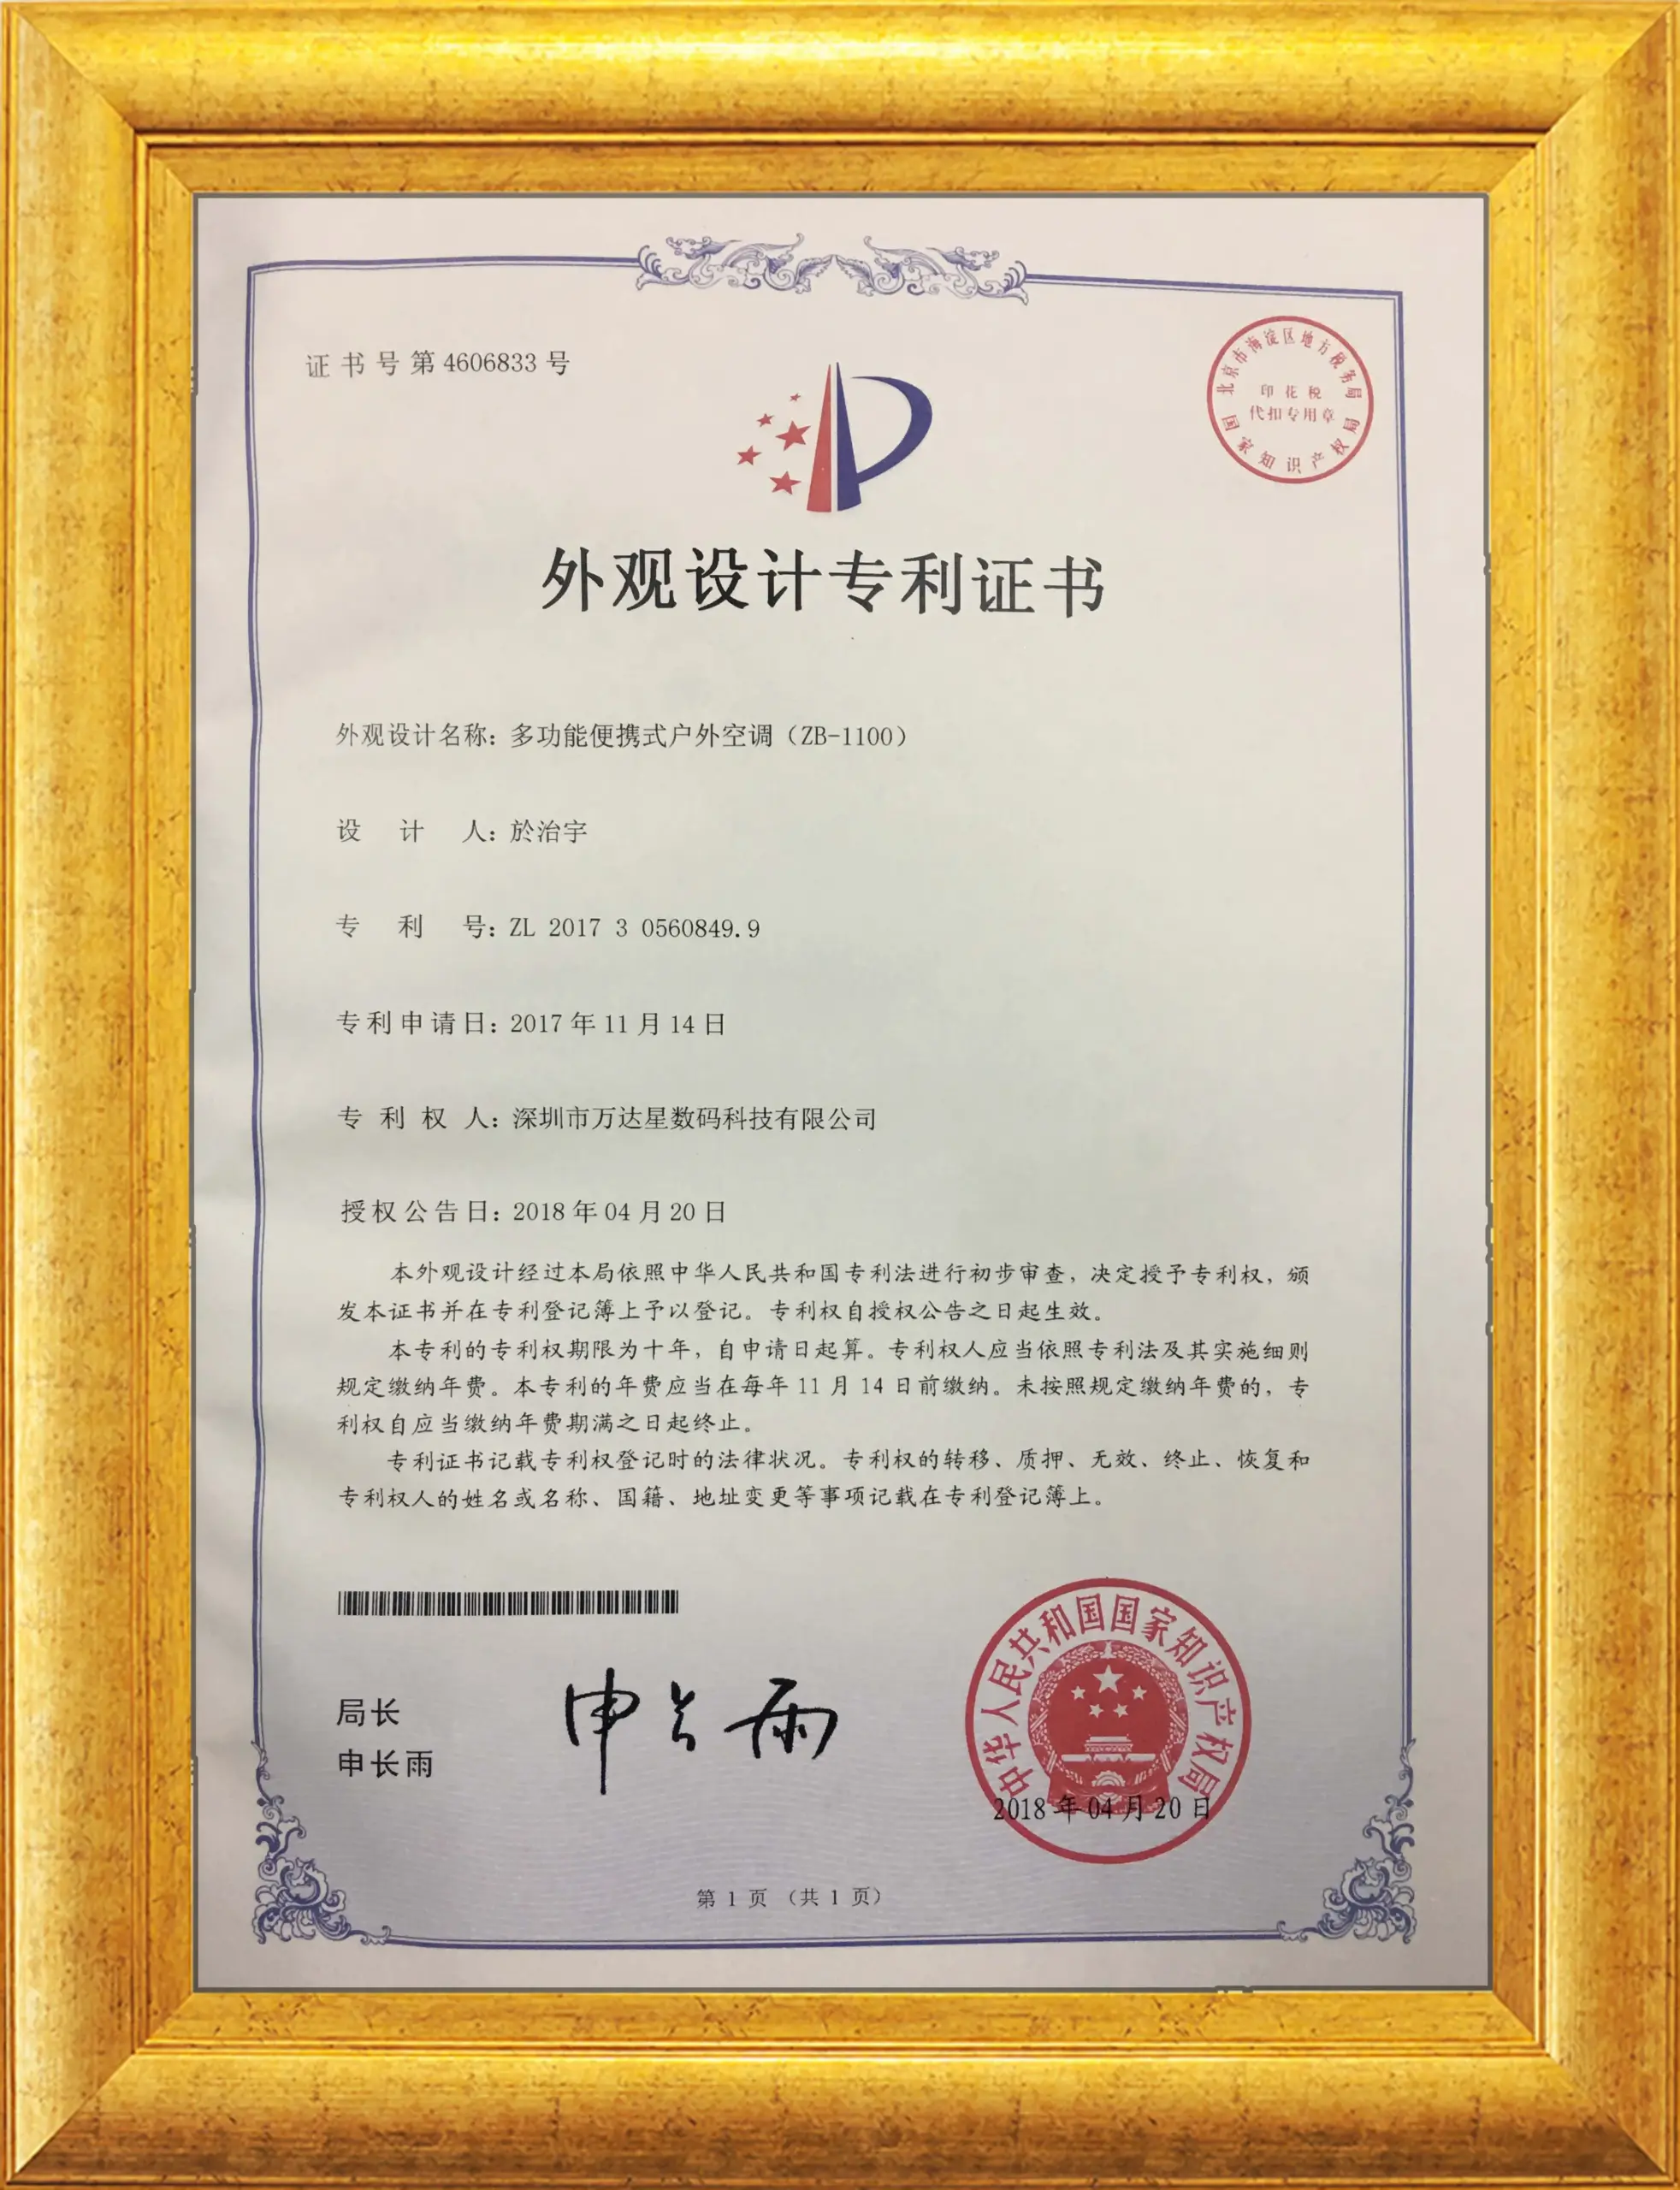 证书号第4606833号
北京市海淀区地方税务局
印花税
代扣专用章
国家知识产权局
外观设计专利证书
外观设计名称：多功能便携式户外空调（ZB-1100）
设计人：於治宇
专利号：ZL 2017 3 0560849.9
专利申请日：2017年11月14日
专利权人：深圳市万达星数码科技有限公司
授权公告日：2018年04月20日
本外观设计经过本局依照中华人民共和国专利法进行初步审查，决定授予专利权，颁
发本证书并在专利登记簿上予以登记。专利权自授权公告之日起生效。
本专利的专利权期限为十年，自申请日起算。专利权人应当依照专利法及其实施细则
规定缴纳年费。本专利的年费应当在每年11月14日前缴纳。未按照规定缴纳年费的，专
利权自应当缴纳年费期满之日起终止。
专利证书记载专利权登记时的法律状况。专利权的转移、质押、无效、终止、恢复和
专利权人的姓名或名称、国籍、地址变更等事项记载在专利登记簿上。
局长
申长雨
申长雨
中华人民共和国国家知识产权局
2018年04月20日
第1页（共1页）